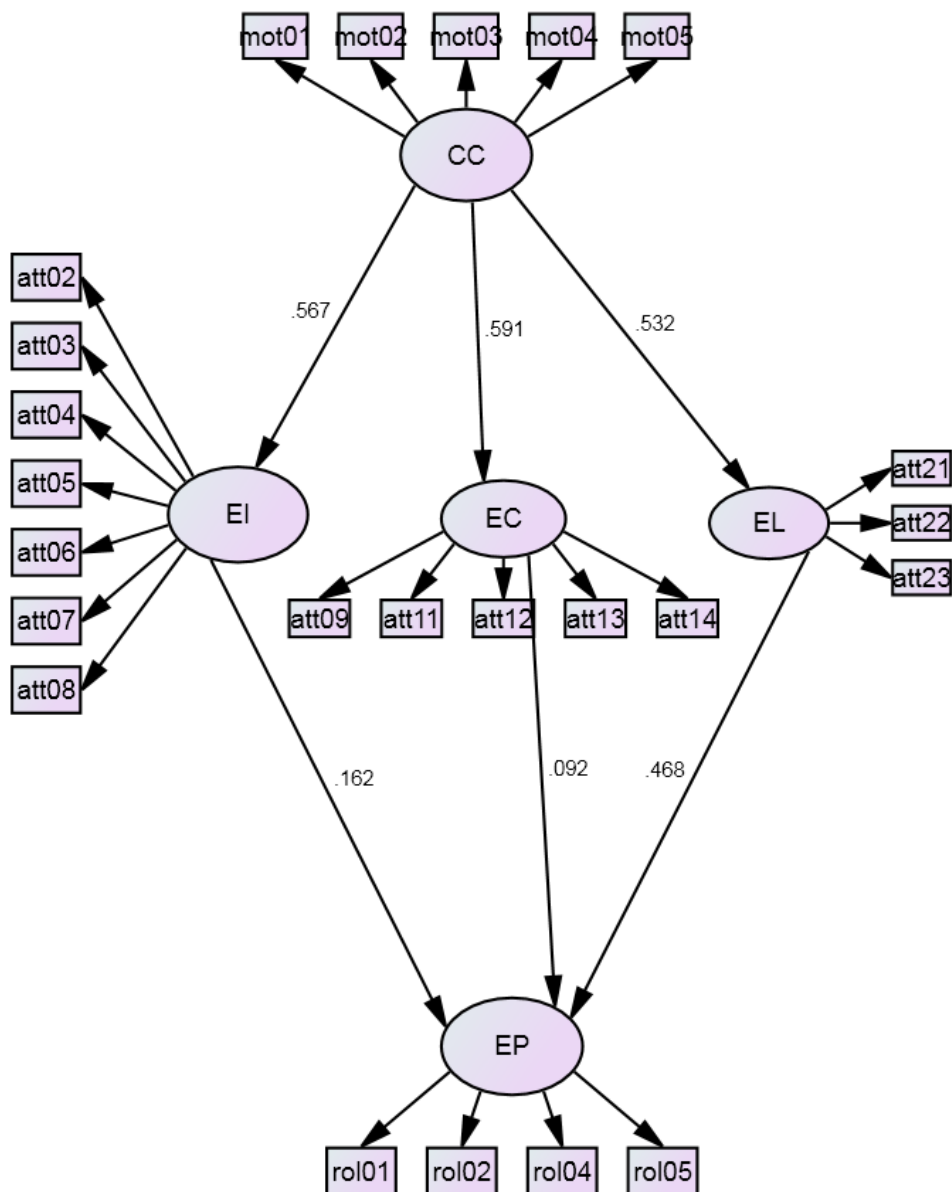 mot01 mot02 mot03 mot04 mot05
CC
att02
.567
.591
.532
att03
att04
att05
att21
EI
EC
EL
att22
att06
att23
att07
att09 att11 att12 att13 att14
att08
.162
.092
.468
EP
rol01 rol02 rol04 rol05